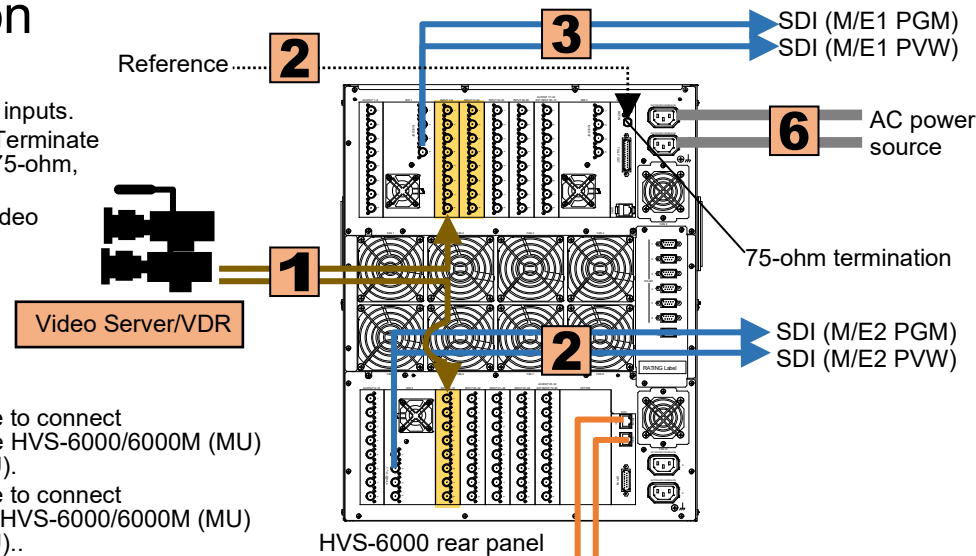 on
inputs.
Terminate
75-ohm,
deo
Reference
2
3
SDI (M/E1 PGM)
SDI (M/E1 PVW)
6
AC power
source
75-ohm termination
1
Video Server/VDR
2
SDI (M/E2 PGM)
SDI (M/E2 PVW)
RATING Label
e to connect
e HVS-6000/6000M (MU)
).
e to connect
HVS-6000/6000M (MU)
)..
HVS-6000 rear panel